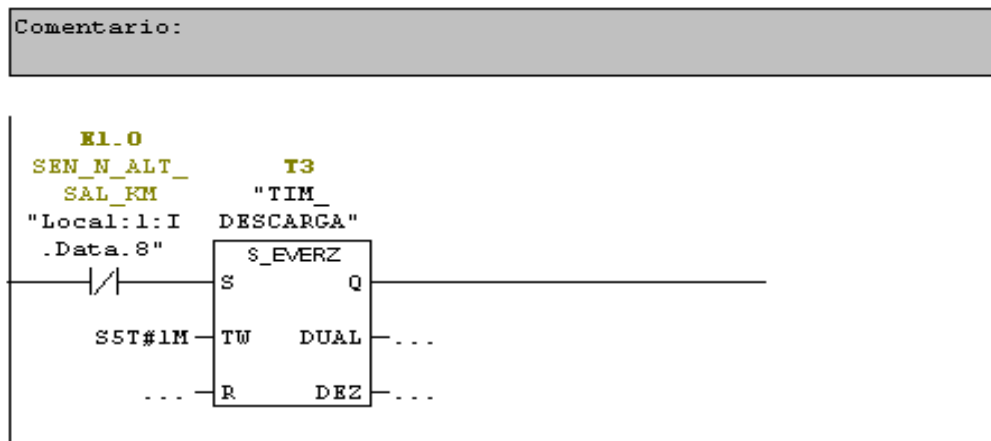 Comentario:
E1.0
SEN_N_ALT_
SAL_KM
"Local:1:I
.Data.8"
T3
"TIM_
DESCARGA"
S_EVERZ
S Q
S5T#1M TW DUAL ...
... R DEZ ...